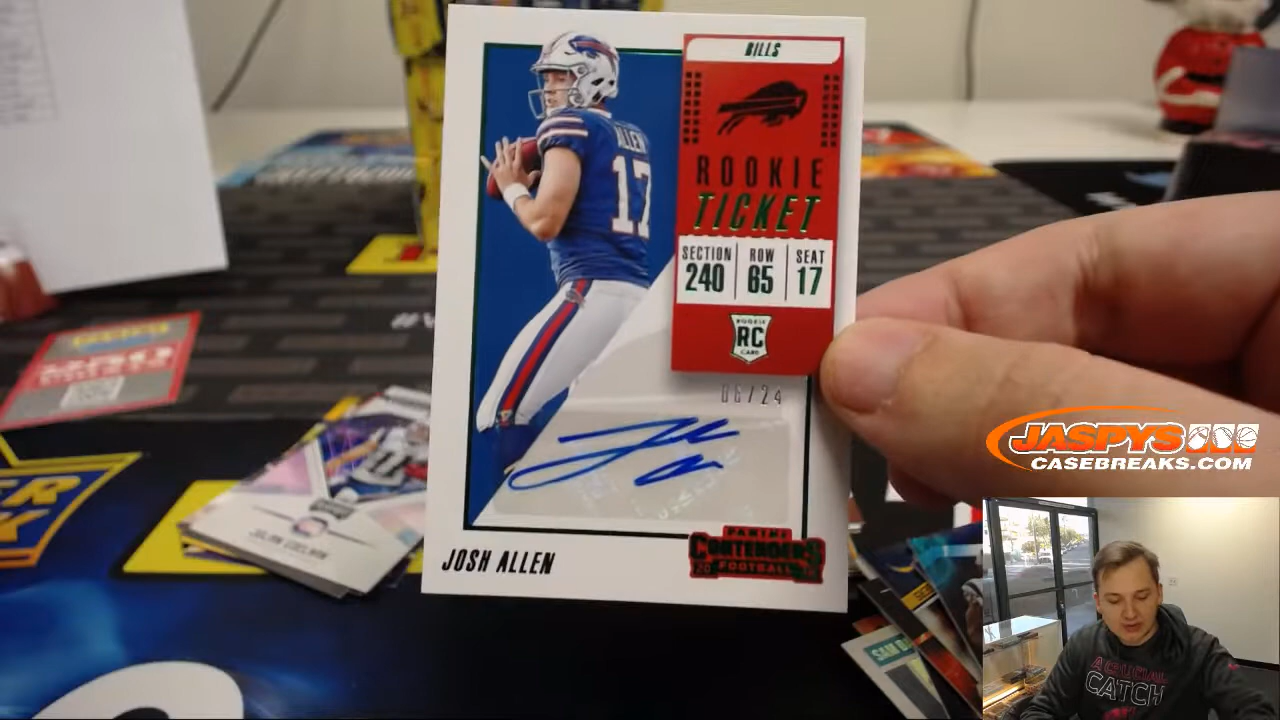 BILLS
ALLEN
17
ROOKIE
TICKET
SECTION ROW SEAT
240 65 17
ROOKIE
RC
CARD
06/24
JOSH ALLEN
PANINI
CONTENDERS
FOOTBALL
JASPYS
CASEBREAKS.COM
CATCH